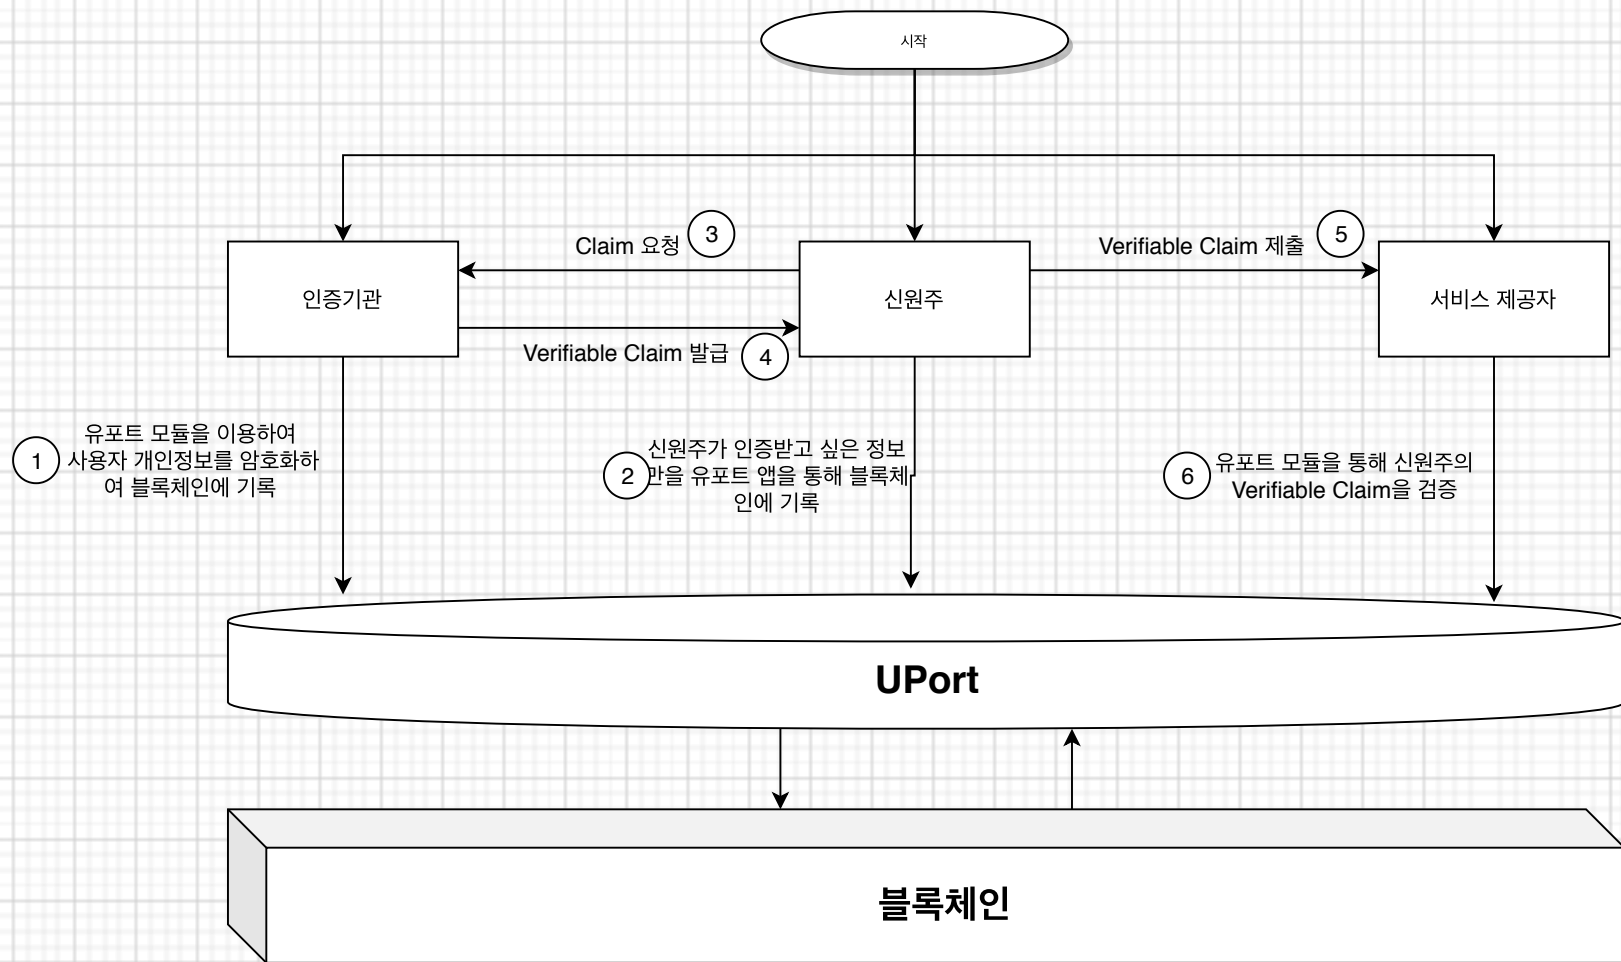 시작
Claim 요청
3
Verifiable Claim 제출
5
인증기관
신원주
서비스 제공자
Verifiable Claim 발급
4
1
유포트 모듈을 이용하여
사용자 개인정보를 암호화하
여 블록체인에 기록
2
신원주가 인증받고 싶은 정보
만을 유포트 앱을 통해 블록체
인에 기록
6
유포트 모듈을 통해 신원주의
Verifiable Claim을 검증
UPort
블록체인